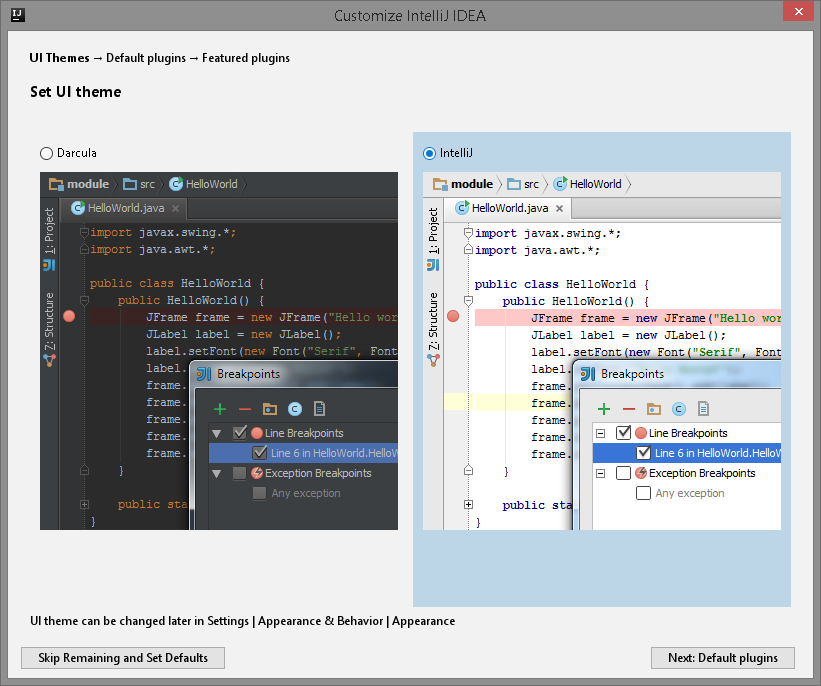 IJ
Customize IntelliJ IDEA
UI Themes → Default plugins → Featured plugins
Set UI theme
Darcula
module src HelloWorld
HelloWorld.java
1: Project
7: Structure
import javax.swing.*;
import java.awt.*;
public class HelloWorld {
public HelloWorld() {
JFrame frame = new JFrame("Hello wor
JLabel label = new JLabel();
label.setFont(new Font("Serif", Font
label.
frame.
frame.
frame.
frame.
frame.
}
public sta
}
Breakpoints
Line Breakpoints
Line 6 in HelloWorld.HelloW
Exception Breakpoints
Any exception
IntelliJ
module src HelloWorld
HelloWorld.java
1: Project
7: Structure
import javax.swing.*;
import java.awt.*;
public class HelloWorld {
public HelloWorld() {
JFrame frame = new JFrame("Hello wor
JLabel label = new JLabel();
label.setFont(new Font("Serif", Font
label.
frame.
frame.
frame.
frame.
frame.
}
public sta
}
Breakpoints
Line Breakpoints
Line 6 in HelloWorld.HelloW
Exception Breakpoints
Any exception
UI theme can be changed later in Settings | Appearance & Behavior | Appearance
Skip Remaining and Set Defaults
Next: Default plugins